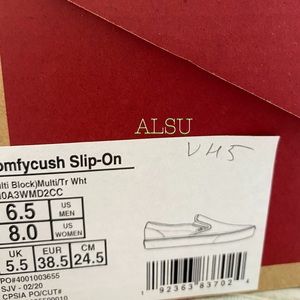 ALSU
V45
omfycush Slip-On
ulti Block)Multi/Tr Wht
0A3WMD2CC
6.5 US MEN
8.0 US WOMEN
UK EUR CM
5.5 38.5 24.5
PO#4001003655
SJV - 02/20
CPSIA PO/CUT#
1 92363 83702 4